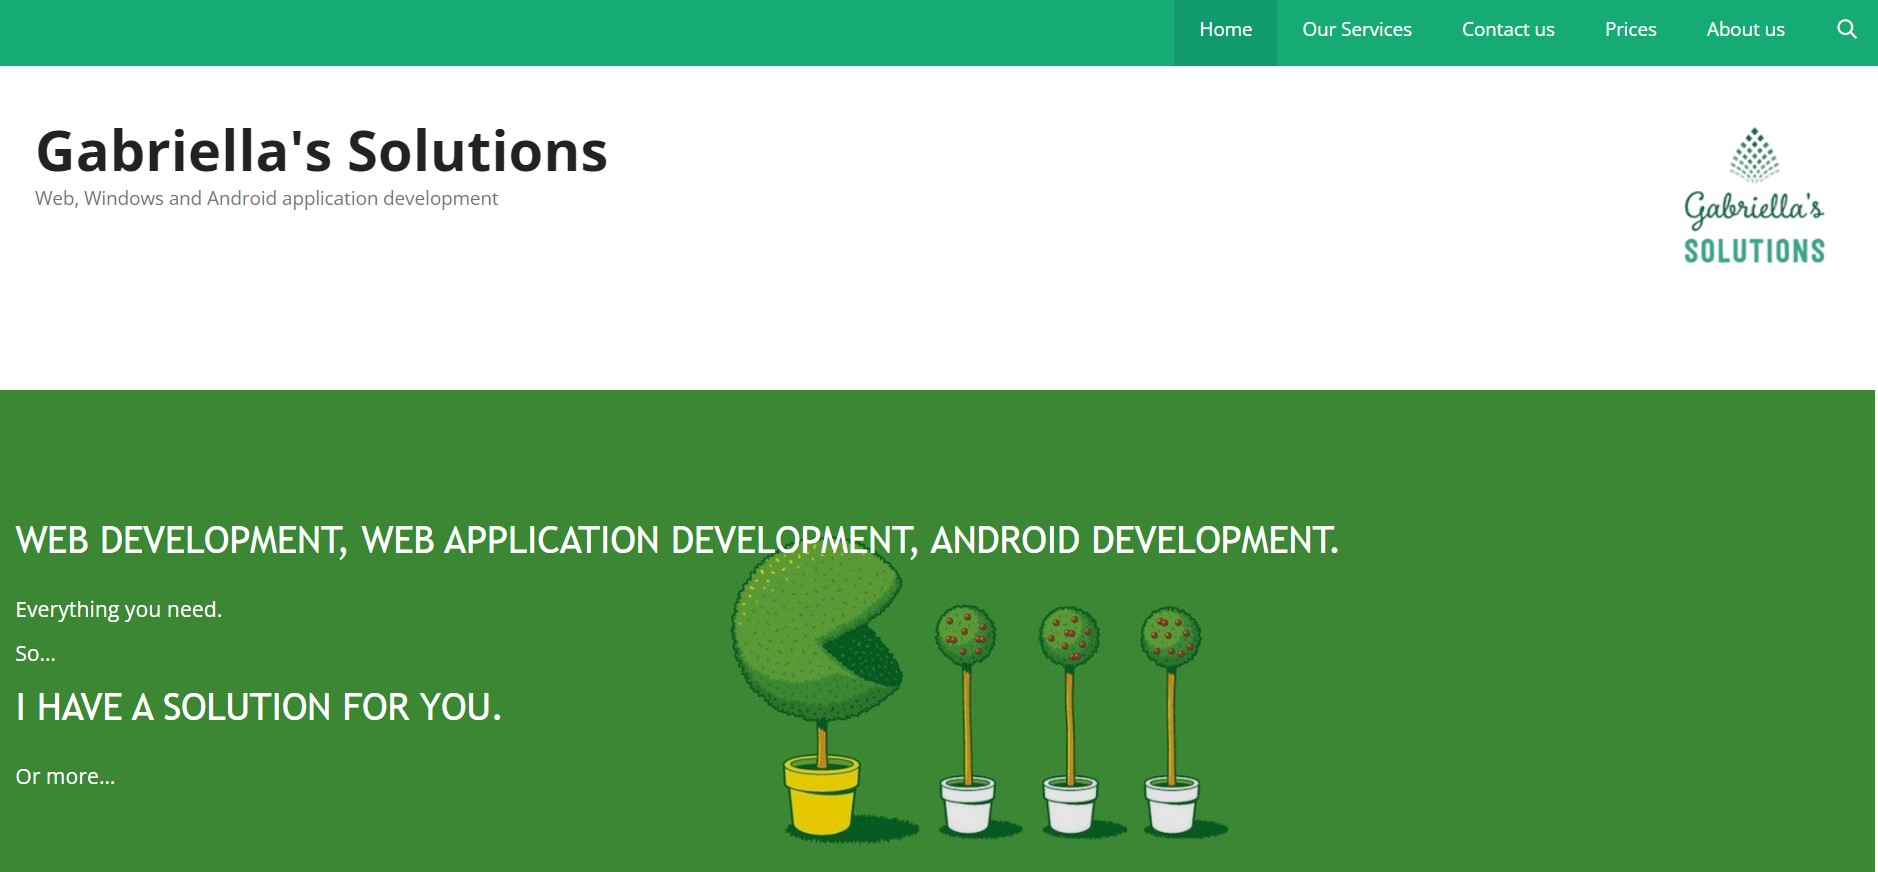 Home
Our Services
Contact us
Prices
About us
Gabriella's Solutions
Web, Windows and Android application development
Gabriella's
SOLUTIONS
WEB DEVELOPMENT, WEB APPLICATION DEVELOPMENT, ANDROID DEVELOPMENT.
Everything you need.
So...
I HAVE A SOLUTION FOR YOU.
Or more...